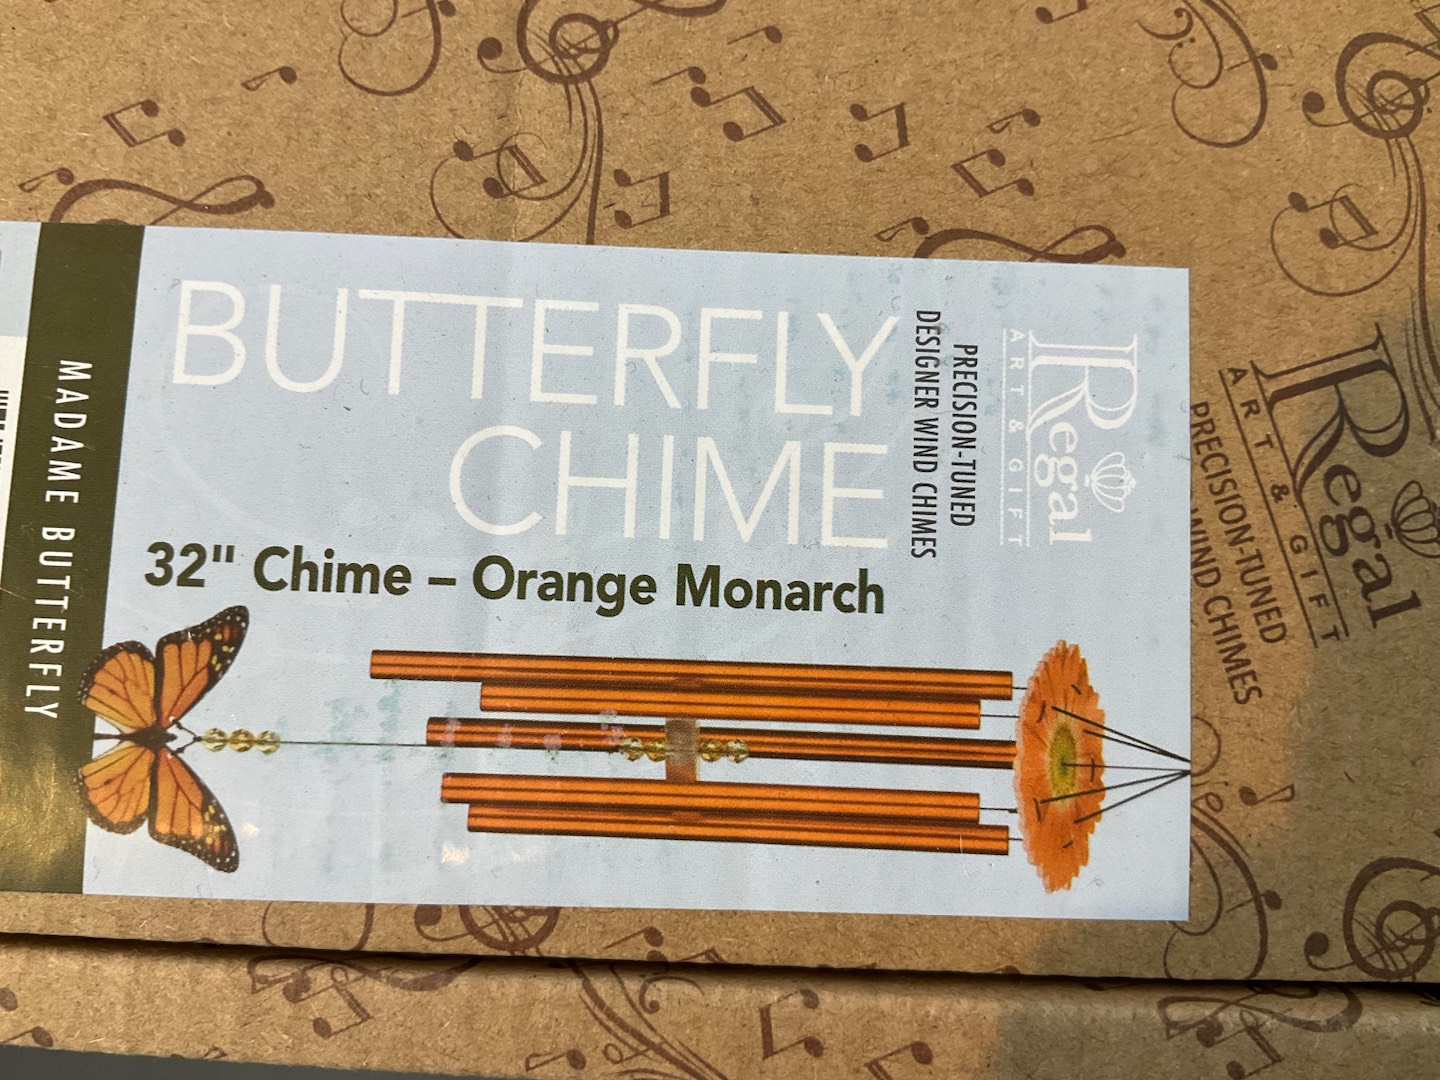 BUTTERFLY
CHIME
32" Chime – Orange Monarch
MADAME BUTTERFLY
Regal
ART & GIFT
PRECISION-TUNED
DESIGNER WIND CHIMES
Regal
ART & GIFT
PRECISION-TUNED
WIND CHIMES